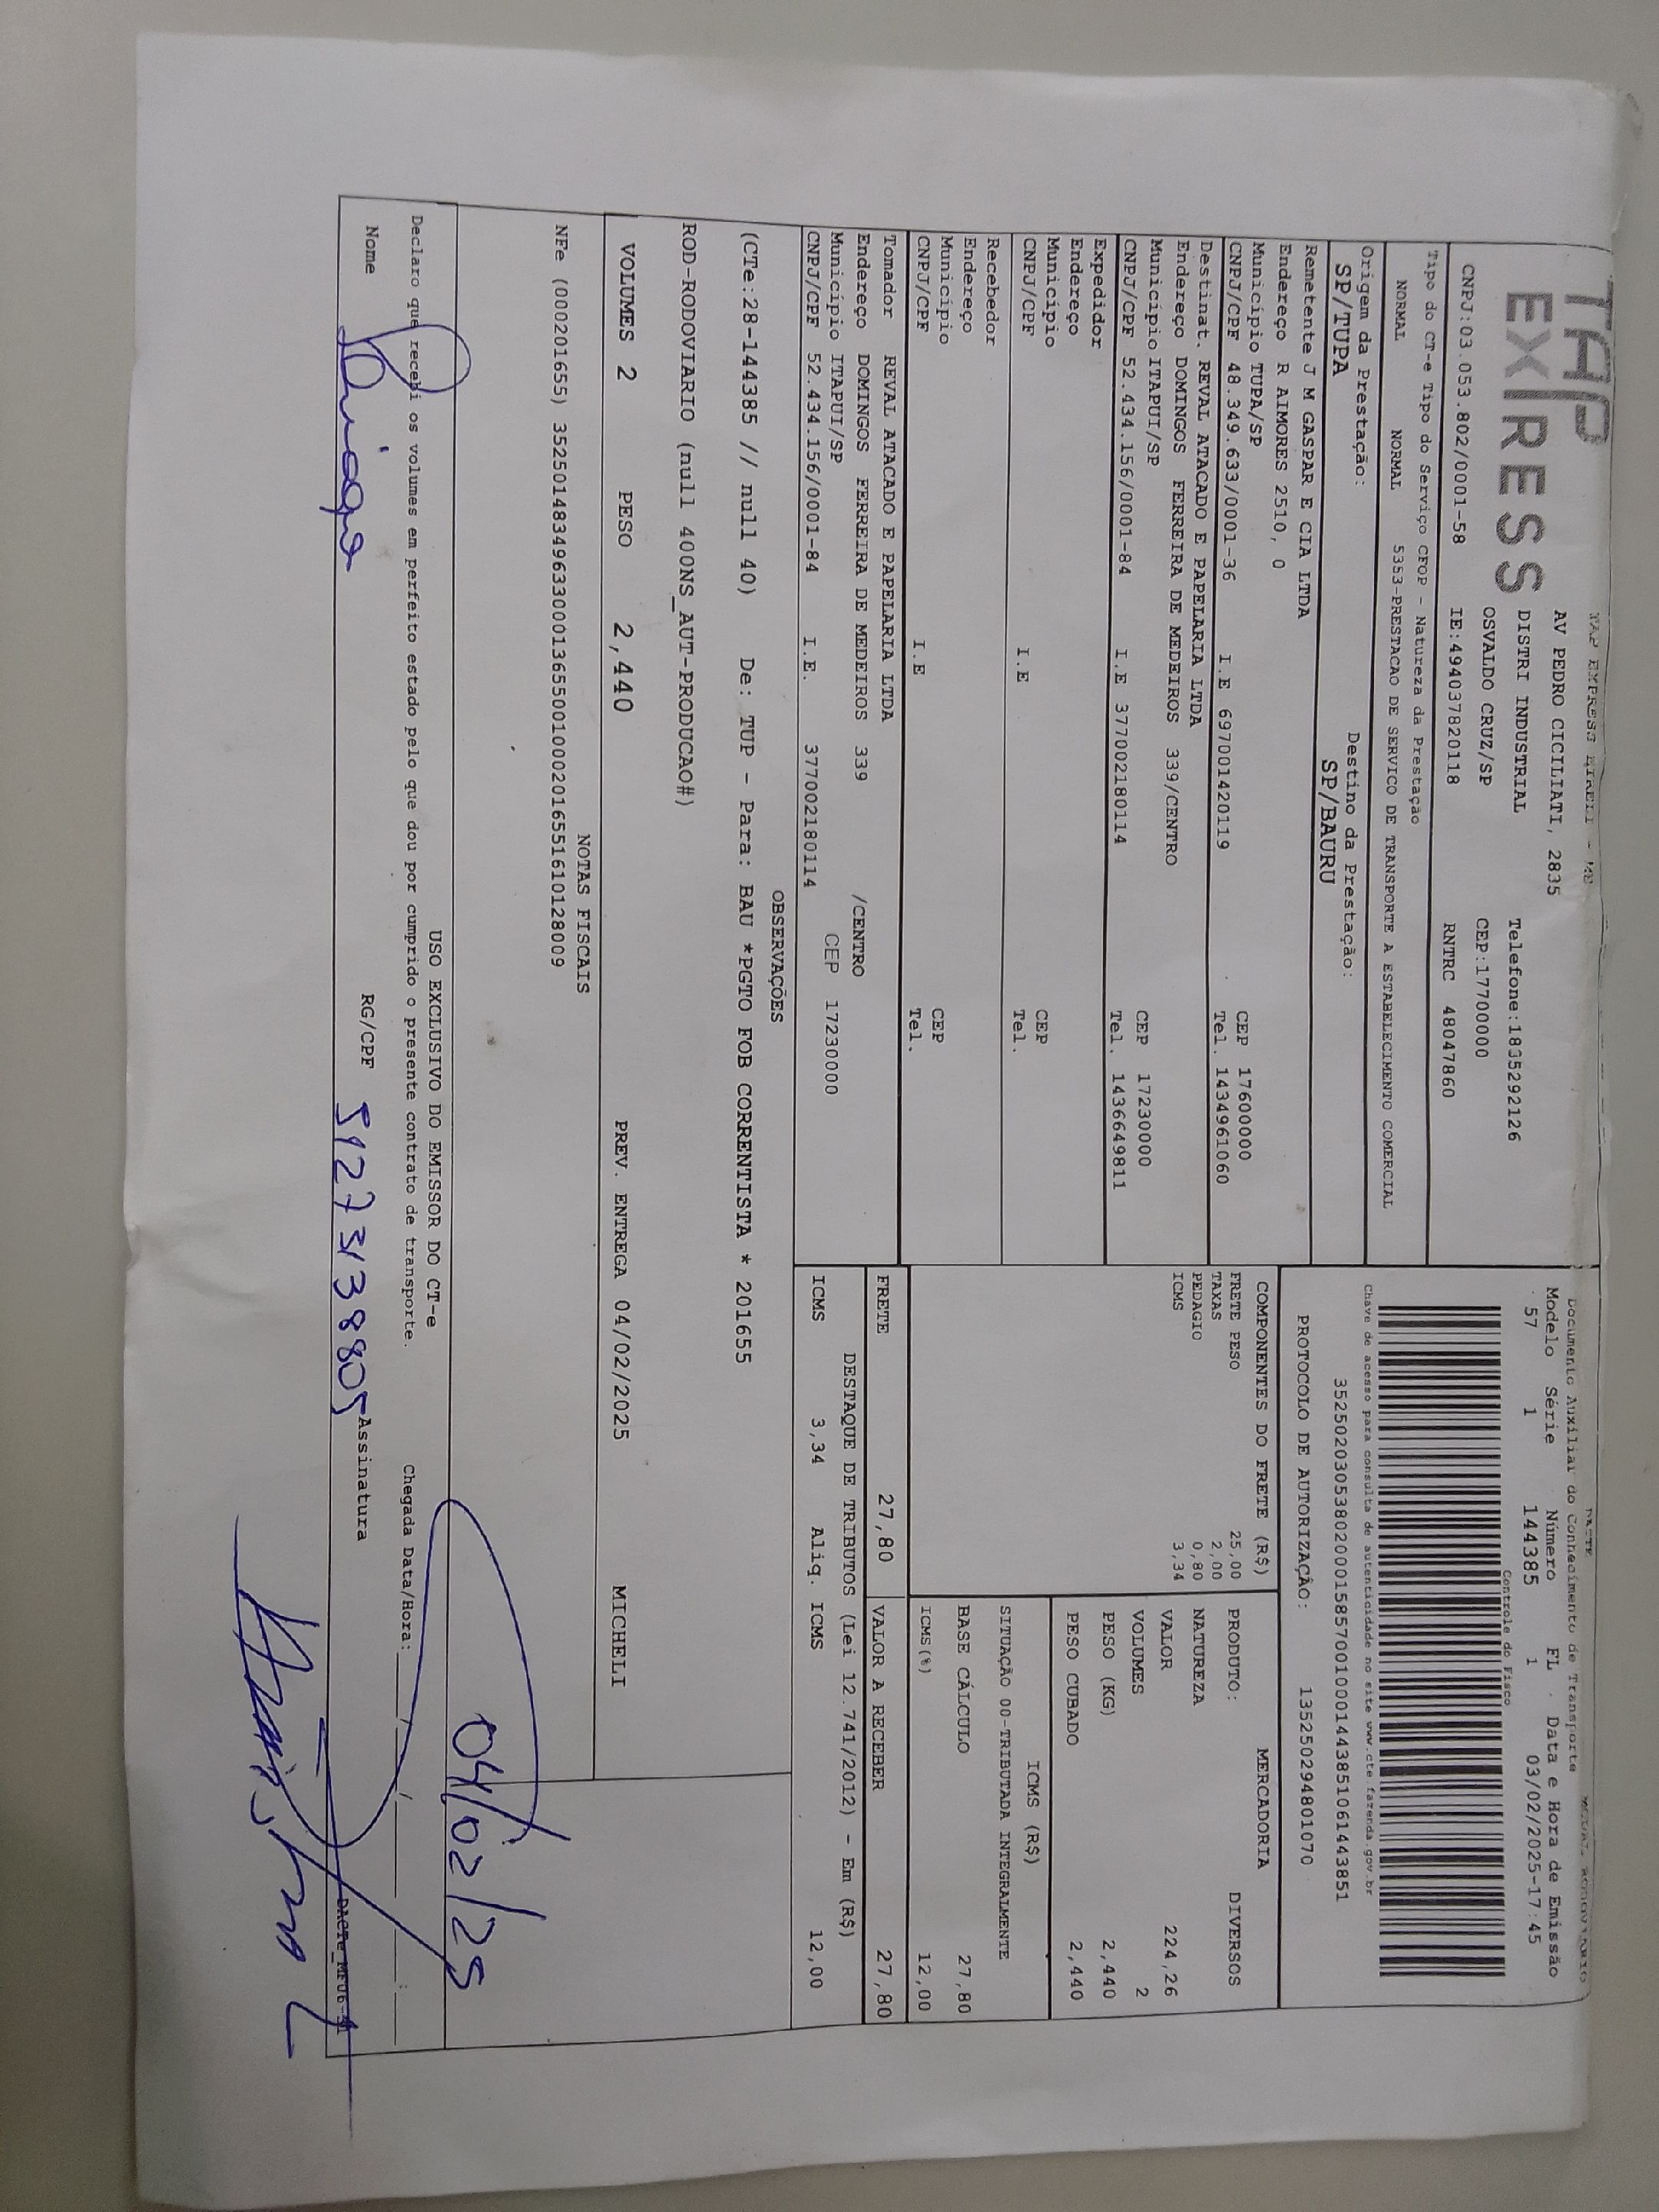 TAP
EXPRESS
TAP EXPRESS EIRELI - ME
AV PEDRO CICILIATI, 2835
DISTRI INDUSTRIAL Telefone:1835292126
OSVALDO CRUZ/SP CEP:17700000
CNPJ:03.053.802/0001-58 IE:494037820118 RNTRC 48047860
Tipo do CT-e Tipo do Serviço CFOP - Natureza da Prestação
NORMAL NORMAL 5353-PRESTACAO DE SERVICO DE TRANSPORTE A ESTABELECIMENTO COMERCIAL
Origem da Prestação: Destino da Prestação:
SP/TUPA SP/BAURU
DACTE MODAL RODOVIARIO
Documento Auxiliar do Conhecimento de Transporte
Modelo Série Número FL Data e Hora de Emissão
57 1 144385 1 03/02/2025-17:45
Controle do Fisco
Chave de acesso para consulta de autenticidade no site www.cte.fazenda.gov.br
35250203053802000158570010001443851061443851
PROTOCOLO DE AUTORIZAÇÃO: 135250294801070
Remetente J M GASPAR E CIA LTDA
Endereço R AIMORES 2510, 0
Município TUPA/SP CEP 17600000
CNPJ/CPF 48.349.633/0001-36 I.E 697001420119 Tel. 1434961060
Destinat. REVAL ATACADO E PAPELARIA LTDA
Endereço DOMINGOS FERREIRA DE MEDEIROS 339/CENTRO
Município ITAPUI/SP CEP 17230000
CNPJ/CPF 52.434.156/0001-84 I.E 377002180114 Tel. 1436649811
Expedidor
Endereço
Município CEP
CNPJ/CPF I.E Tel.
Recebedor
Endereço
Município CEP
CNPJ/CPF I.E Tel.
Tomador REVAL ATACADO E PAPELARIA LTDA
Endereço DOMINGOS FERREIRA DE MEDEIROS 339 /CENTRO
Município ITAPUI/SP CEP 17230000
CNPJ/CPF 52.434.156/0001-84 I.E. 377002180114
COMPONENTES DO FRETE (R$)
FRETE PESO 25,00
TAXAS 2,00
PEDAGIO 0,80
ICMS 3,34
MERCADORIA
PRODUTO: DIVERSOS
NATUREZA
VALOR 224,26
VOLUMES 2
PESO (KG) 2,440
PESO CUBADO 2,440
ICMS (R$)
SITUAÇÃO 00-TRIBUTADA INTEGRALMENTE
BASE CÁLCULO 27,80
ICMS(%) 12,00
FRETE 27,80 VALOR A RECEBER 27,80
DESTAQUE DE TRIBUTOS (Lei 12.741/2012) - Em (R$)
ICMS 3,34 Aliq. ICMS 12,00
OBSERVAÇÕES
(CTe:28-144385 // null 40) De: TUP - Para: BAU *PGTO FOB CORRENTISTA * 201655
ROD-RODOVIARIO (null 400NS_AUT-PRODUCAO#)
VOLUMES 2 PESO 2,440 PREV. ENTREGA 04/02/2025 MICHELI
NOTAS FISCAIS
NFe (000201655) 35250148349633000136550010002016551610128009
04/02/25
USO EXCLUSIVO DO EMISSOR DO CT-e
Declaro que recebi os volumes em perfeito estado pelo que dou por cumprido o presente contrato de transporte. Chegada Data/Hora:____/____/____ ____:____
Nome RG/CPF 51273138805 Assinatura